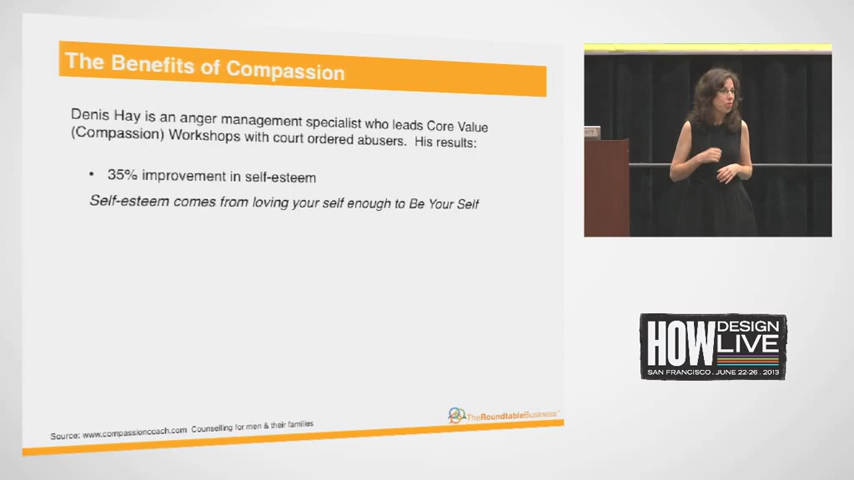 The Benefits of Compassion
Denis Hay is an anger management specialist who leads Core Value
(Compassion) Workshops with court ordered abusers. His results:
• 35% improvement in self-esteem
Self-esteem comes from loving your self enough to Be Your Self
Source: www.compassioncoach.com Counselling for men & their families
TheRoundtableBusiness™
HOW DESIGN
LIVE
SAN FRANCISCO . JUNE 22-26 . 2013